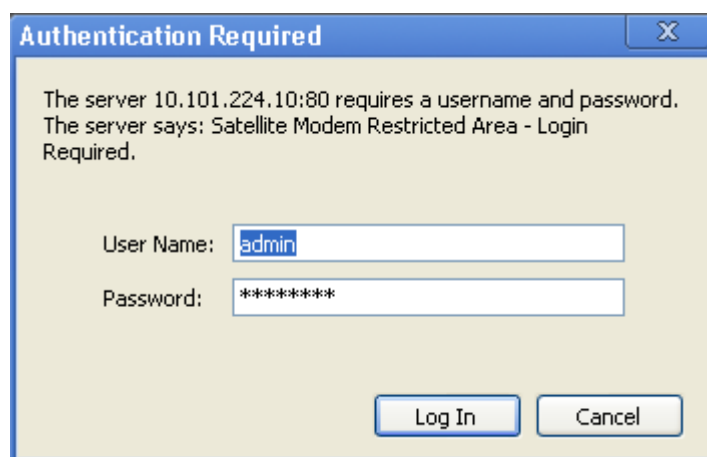 Authentication Required
X
The server 10.101.224.10:80 requires a username and password.
The server says: Satellite Modem Restricted Area - Login
Required.
User Name: admin
Password: ********
Log In Cancel